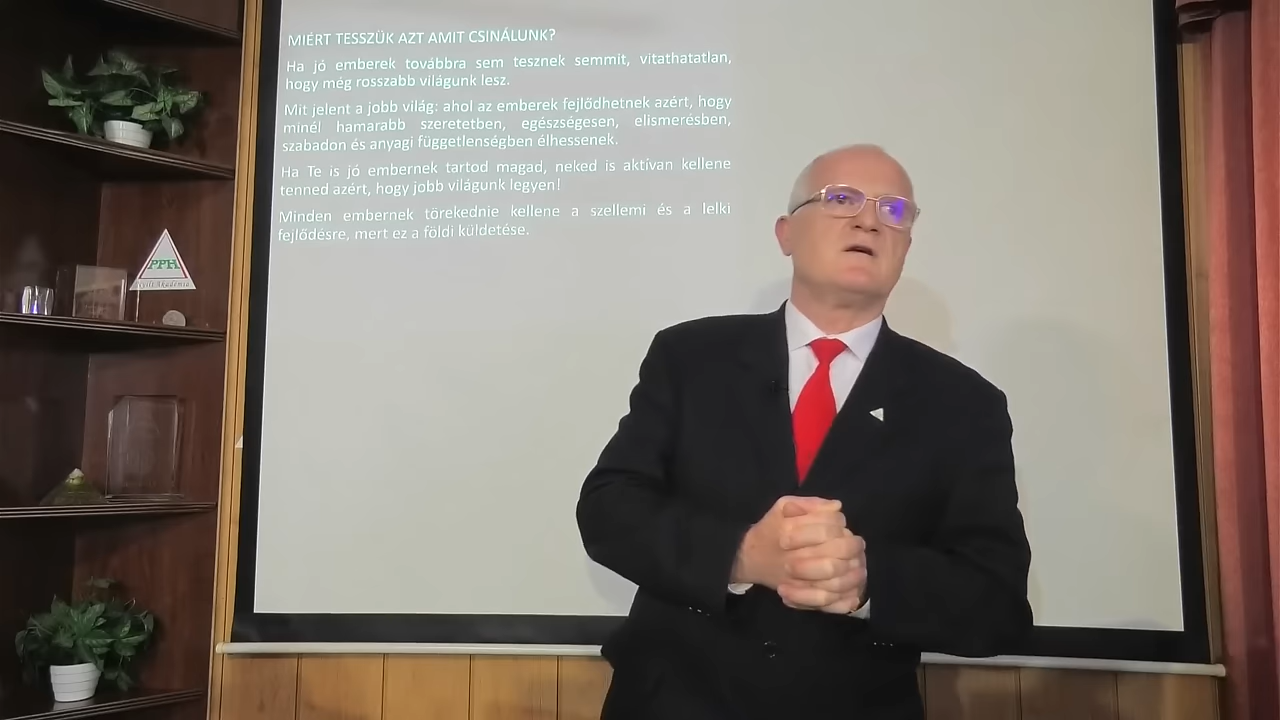 MIÉRT TESSZÜK AZT AMIT CSINÁLUNK?
Ha jó emberek továbbra sem tesznek semmit, vitathatatlan,
hogy még rosszabb világunk lesz.
Mit jelent a jobb világ: ahol az emberek fejlődhetnek azért, hogy
minél hamarabb szeretetben, egészségesen, elismerésben,
szabadon és anyagi függetlenségben élhessenek.
Ha Te is jó embernek tartod magad, neked is aktívan kellene
tenned azért, hogy jobb világunk legyen!
Minden embernek törekednie kellene a szellemi és a lelki
fejlődésre, mert ez a földi küldetése.
PPH
Nyílt Akadémia